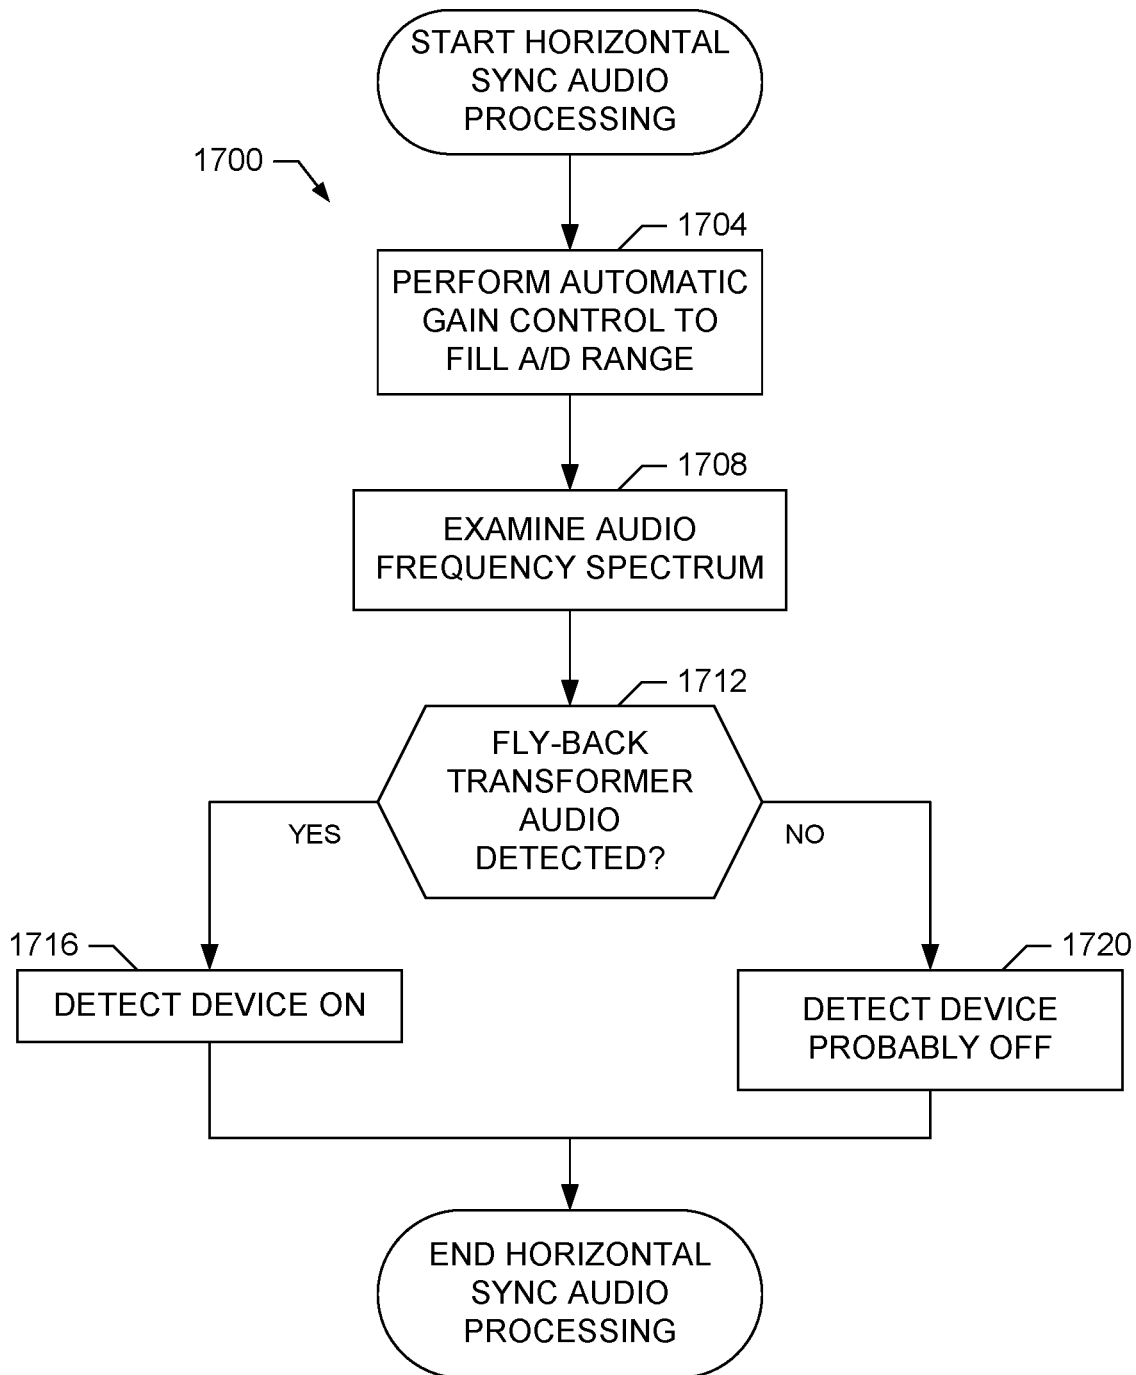 START HORIZONTAL
SYNC AUDIO
PROCESSING
1700
1704
PERFORM AUTOMATIC
GAIN CONTROL TO
FILL A/D RANGE
1708
EXAMINE AUDIO
FREQUENCY SPECTRUM
1712
FLY-BACK
TRANSFORMER
AUDIO
DETECTED?
YES
NO
1716
DETECT DEVICE ON
1720
DETECT DEVICE
PROBABLY OFF
END HORIZONTAL
SYNC AUDIO
PROCESSING